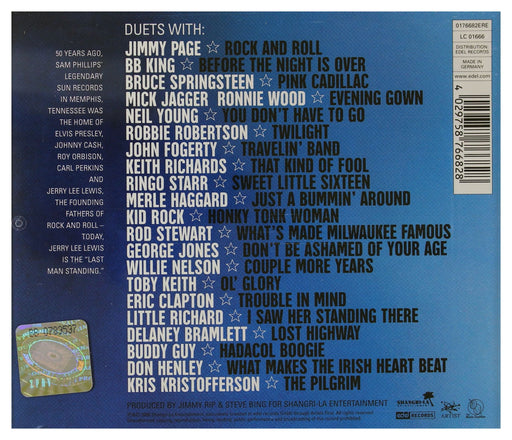 DUETS WITH:
JIMMY PAGE ☆ ROCK AND ROLL
BB KING ☆ BEFORE THE NIGHT IS OVER
BRUCE SPRINGSTEEN ☆ PINK CADILLAC
MICK JAGGER RONNIE WOOD ☆ EVENING GOWN
NEIL YOUNG ☆ YOU DON'T HAVE TO GO
ROBBIE ROBERTSON ☆ TWILIGHT
JOHN FOGERTY ☆ TRAVELIN' BAND
KEITH RICHARDS ☆ THAT KIND OF FOOL
RINGO STARR ☆ SWEET LITTLE SIXTEEN
MERLE HAGGARD ☆ JUST A BUMMIN' AROUND
KID ROCK ☆ HONKY TONK WOMAN
ROD STEWART ☆ WHAT'S MADE MILWAUKEE FAMOUS
GEORGE JONES ☆ DON'T BE ASHAMED OF YOUR AGE
WILLIE NELSON ☆ COUPLE MORE YEARS
TOBY KEITH ☆ OL' GLORY
ERIC CLAPTON ☆ TROUBLE IN MIND
LITTLE RICHARD ☆ I SAW HER STANDING THERE
DELANEY BRAMLETT ☆ LOST HIGHWAY
BUDDY GUY ☆ HADACOL BOOGIE
DON HENLEY ☆ WHAT MAKES THE IRISH HEART BEAT
KRIS KRISTOFFERSON ☆ THE PILGRIM
50 YEARS AGO,
SAM PHILLIPS'
LEGENDARY
SUN RECORDS
IN MEMPHIS,
TENNESSEE WAS
THE HOME OF
ELVIS PRESLEY,
JOHNNY CASH,
ROY ORBISON,
CARL PERKINS
AND
JERRY LEE LEWIS,
THE FOUNDING
FATHERS OF
ROCK AND ROLL –
TODAY,
JERRY LEE LEWIS
IS THE "LAST
MAN STANDING."
0176682ERE
LC 01666
DISTRIBUTION:
EDEL RECORDS
MADE IN
GERMANY
www.edel.com
4 029758 766828
PRODUCED BY JIMMY RIP & STEVE BING FOR SHANGRI-LA ENTERTAINMENT
SHANGRI-LA
ARTIST
edel RECORDS